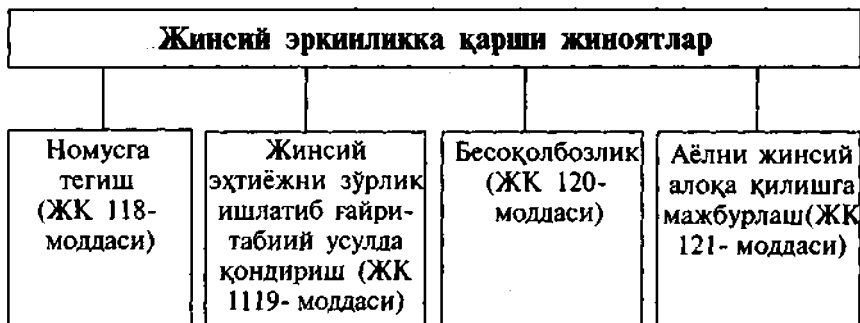 Жинсий эркинликка қарши жиноятлар
Номусга
тегиш
(ЖК 118-
моддаси)
Жинсий
эҳтиёжни зўрлик
ишлатиб ғайри-
табиий усулда
қондириш (ЖК
1119- моддаси)
Бесоқолбозлик
(ЖК 120-
моддаси)
Аёлни жинсий
алоқа қилишга
мажбурлаш(ЖК
121- моддаси)